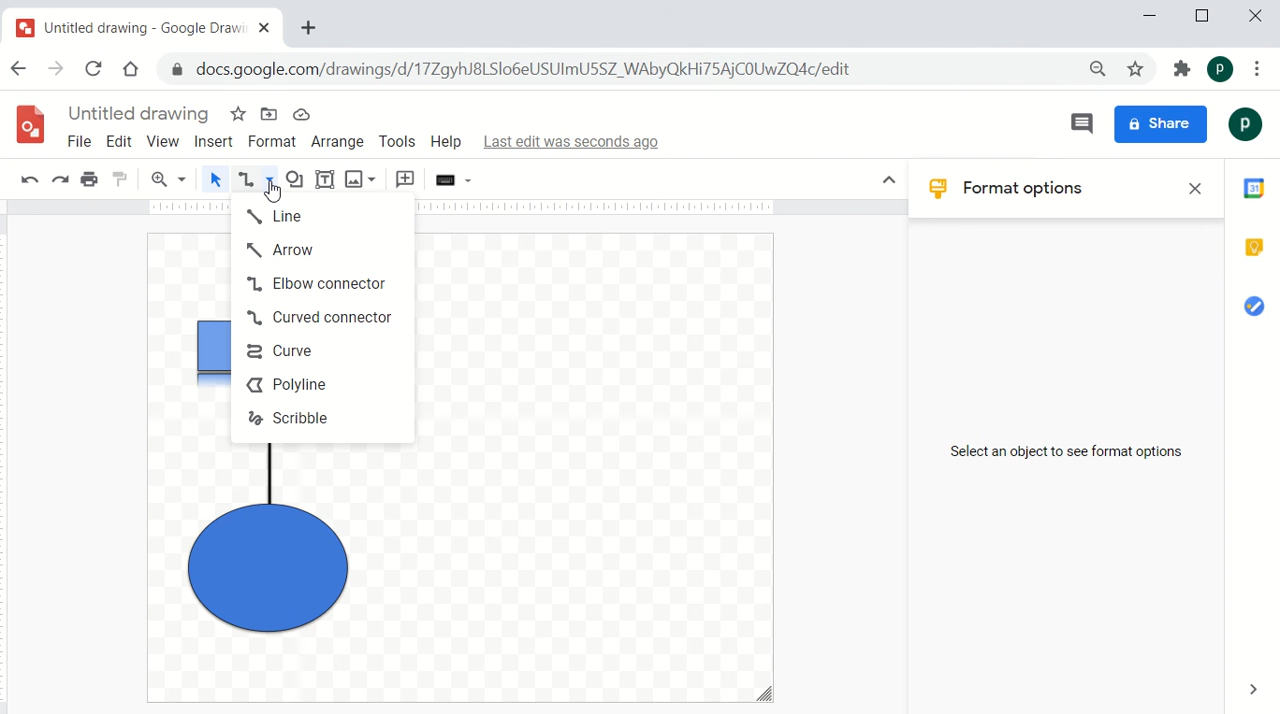 Untitled drawing - Google Drawi
docs.google.com/drawings/d/17ZgyhJ8LSlo6eUSUImU5SZ_WAbyQkHi75AjC0UwZQ4c/edit
P
Untitled drawing
File Edit View Insert Format Arrange Tools Help Last edit was seconds ago
Share
P
Format options
31
Line
Arrow
Elbow connector
Curved connector
Curve
Polyline
Scribble
Select an object to see format options